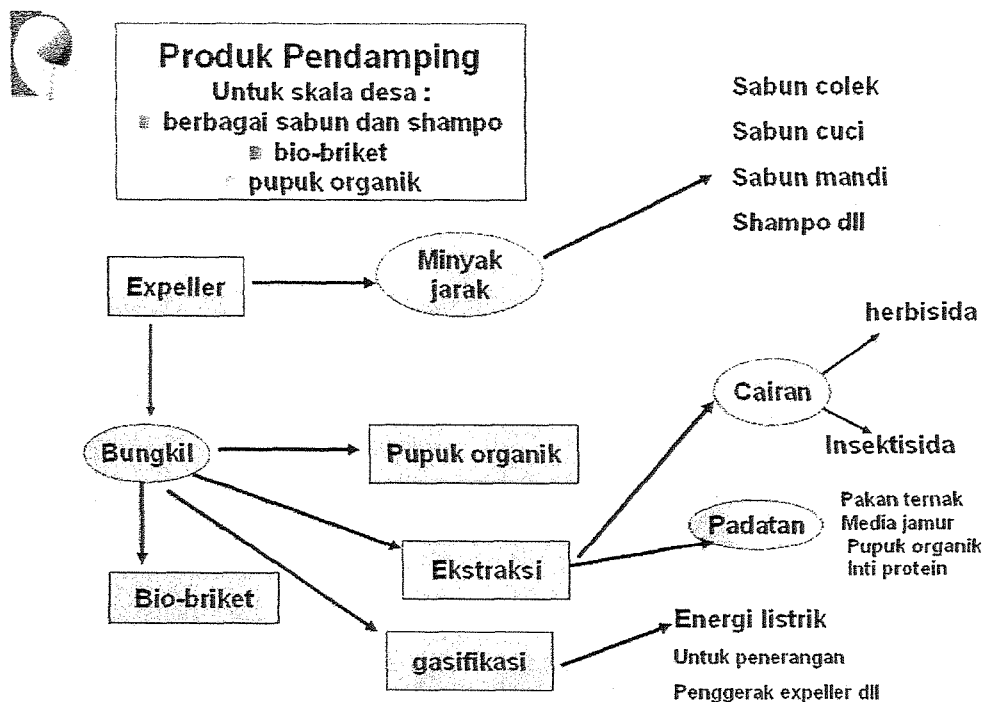 Produk Pendamping
Untuk skala desa :
berbagai sabun dan shampo
bio-briket
pupuk organik
Sabun colek
Sabun cuci
Sabun mandi
Shampo dll
Expeller
Minyak
jarak
herbisida
Cairan
Insektisida
Bungkil
Pupuk organik
Padatan
Pakan ternak
Media jamur
Pupuk organik
Inti protein
Ekstraksi
Bio-briket
gasifikasi
Energi listrik
Untuk penerangan
Penggerak expeller dll